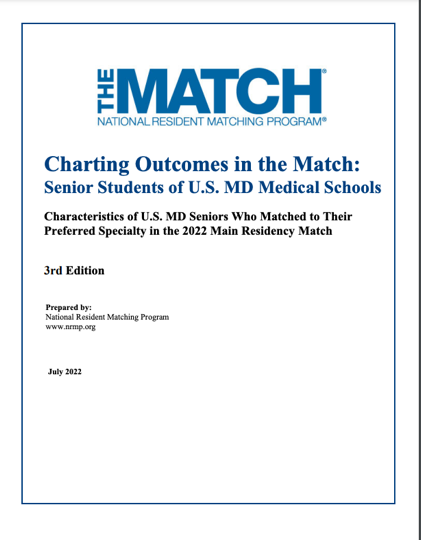 THE MATCH®
NATIONAL RESIDENT MATCHING PROGRAM®
Charting Outcomes in the Match:
Senior Students of U.S. MD Medical Schools
Characteristics of U.S. MD Seniors Who Matched to Their
Preferred Specialty in the 2022 Main Residency Match
3rd Edition
Prepared by:
National Resident Matching Program
www.nrmp.org
July 2022